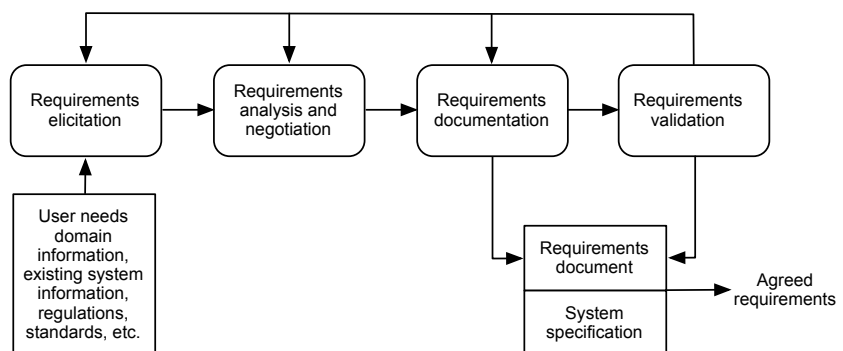 Requirements
elicitation
Requirements
analysis and
negotiation
Requirements
documentation
Requirements
validation
User needs
domain
information,
existing system
information,
regulations,
standards, etc.
Requirements
document
System
specification
Agreed
requirements